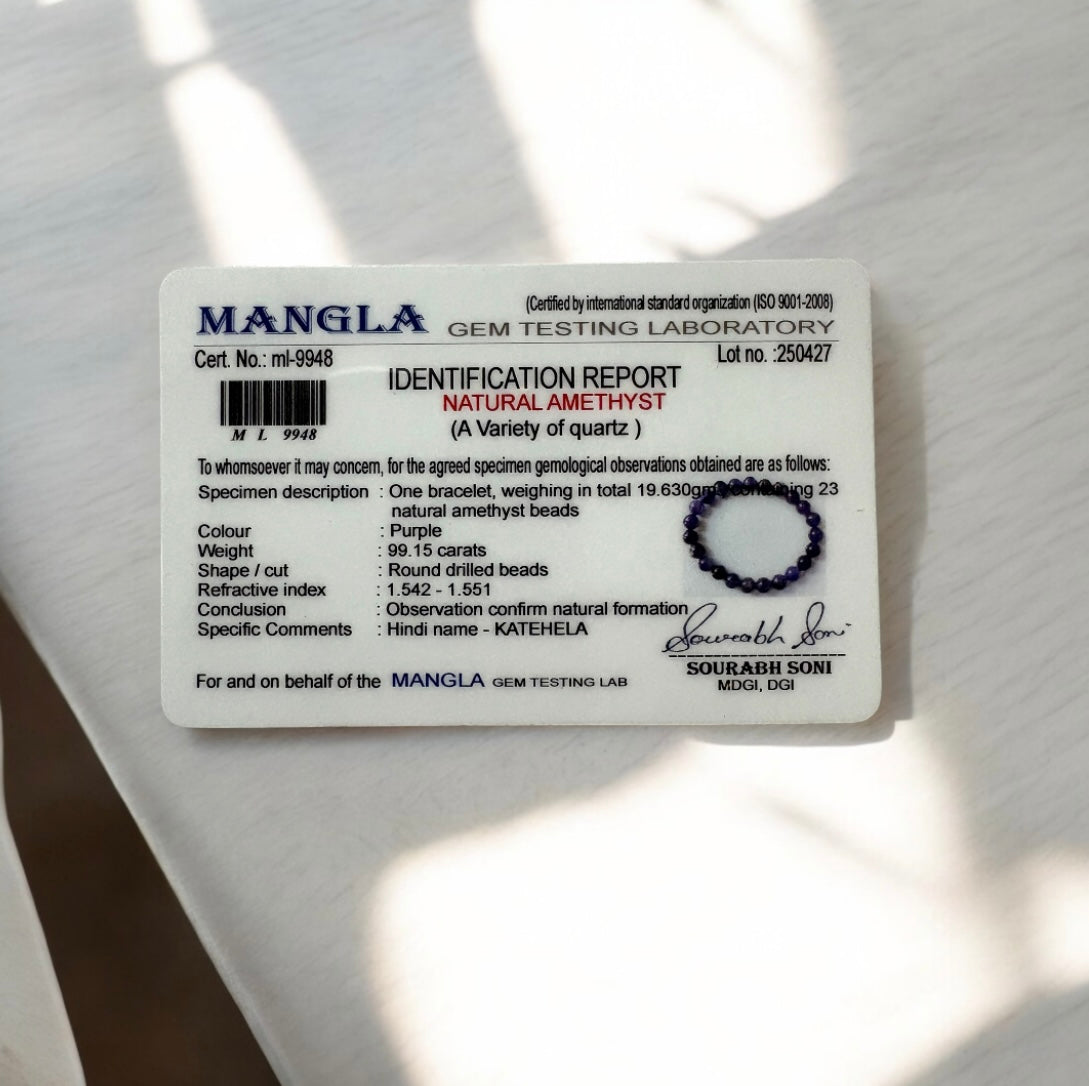 MANGLA
(Certified by international standard organization (ISO 9001-2008)
GEM TESTING LABORATORY
Cert. No.: ml-9948
Lot no. :250427
IDENTIFICATION REPORT
NATURAL AMETHYST
(A Variety of quartz )
M L 9948
To whomsoever it may concern, for the agreed specimen gemological observations obtained are as follows:
Specimen description : One bracelet, weighing in total 19.630gm, containing 23
natural amethyst beads
Colour : Purple
Weight : 99.15 carats
Shape / cut : Round drilled beads
Refractive index : 1.542 - 1.551
Conclusion : Observation confirm natural formation
Specific Comments : Hindi name - KATEHELA
Sourabh Soni
SOURABH SONI
MDGI, DGI
For and on behalf of the MANGLA GEM TESTING LAB